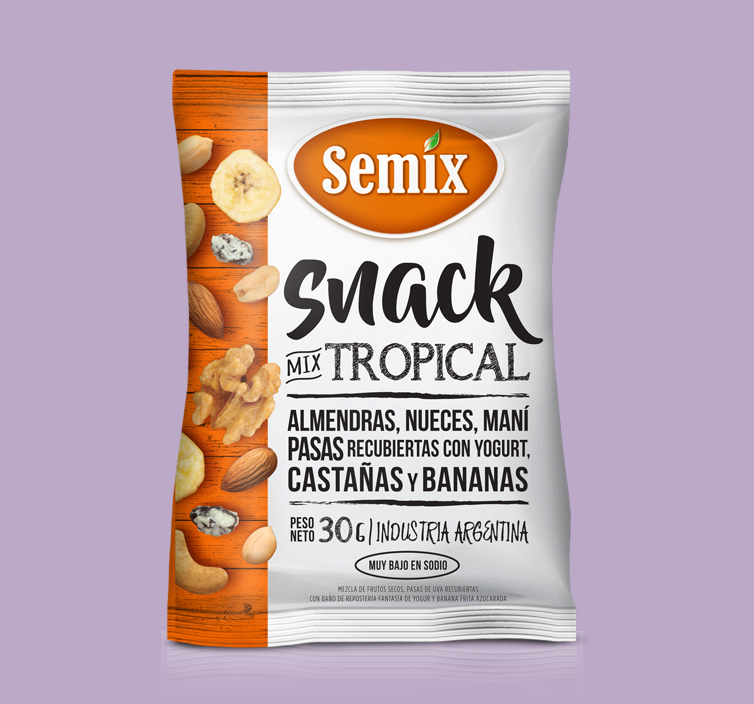 Semix
Snack
MIX TROPICAL
ALMENDRAS, NUECES, MANÍ
PASAS RECUBIERTAS CON YOGURT,
CASTAÑAS Y BANANAS
PESO NETO 30G | INDUSTRIA ARGENTINA
MUY BAJO EN SODIO
MEZCLA DE FRUTOS SECOS, PASAS DE UVA RECUBIERTAS
CON BAÑO DE REPOSTERÍA FANTASÍA DE YOGUR Y BANANA FRITA AZUCARADA